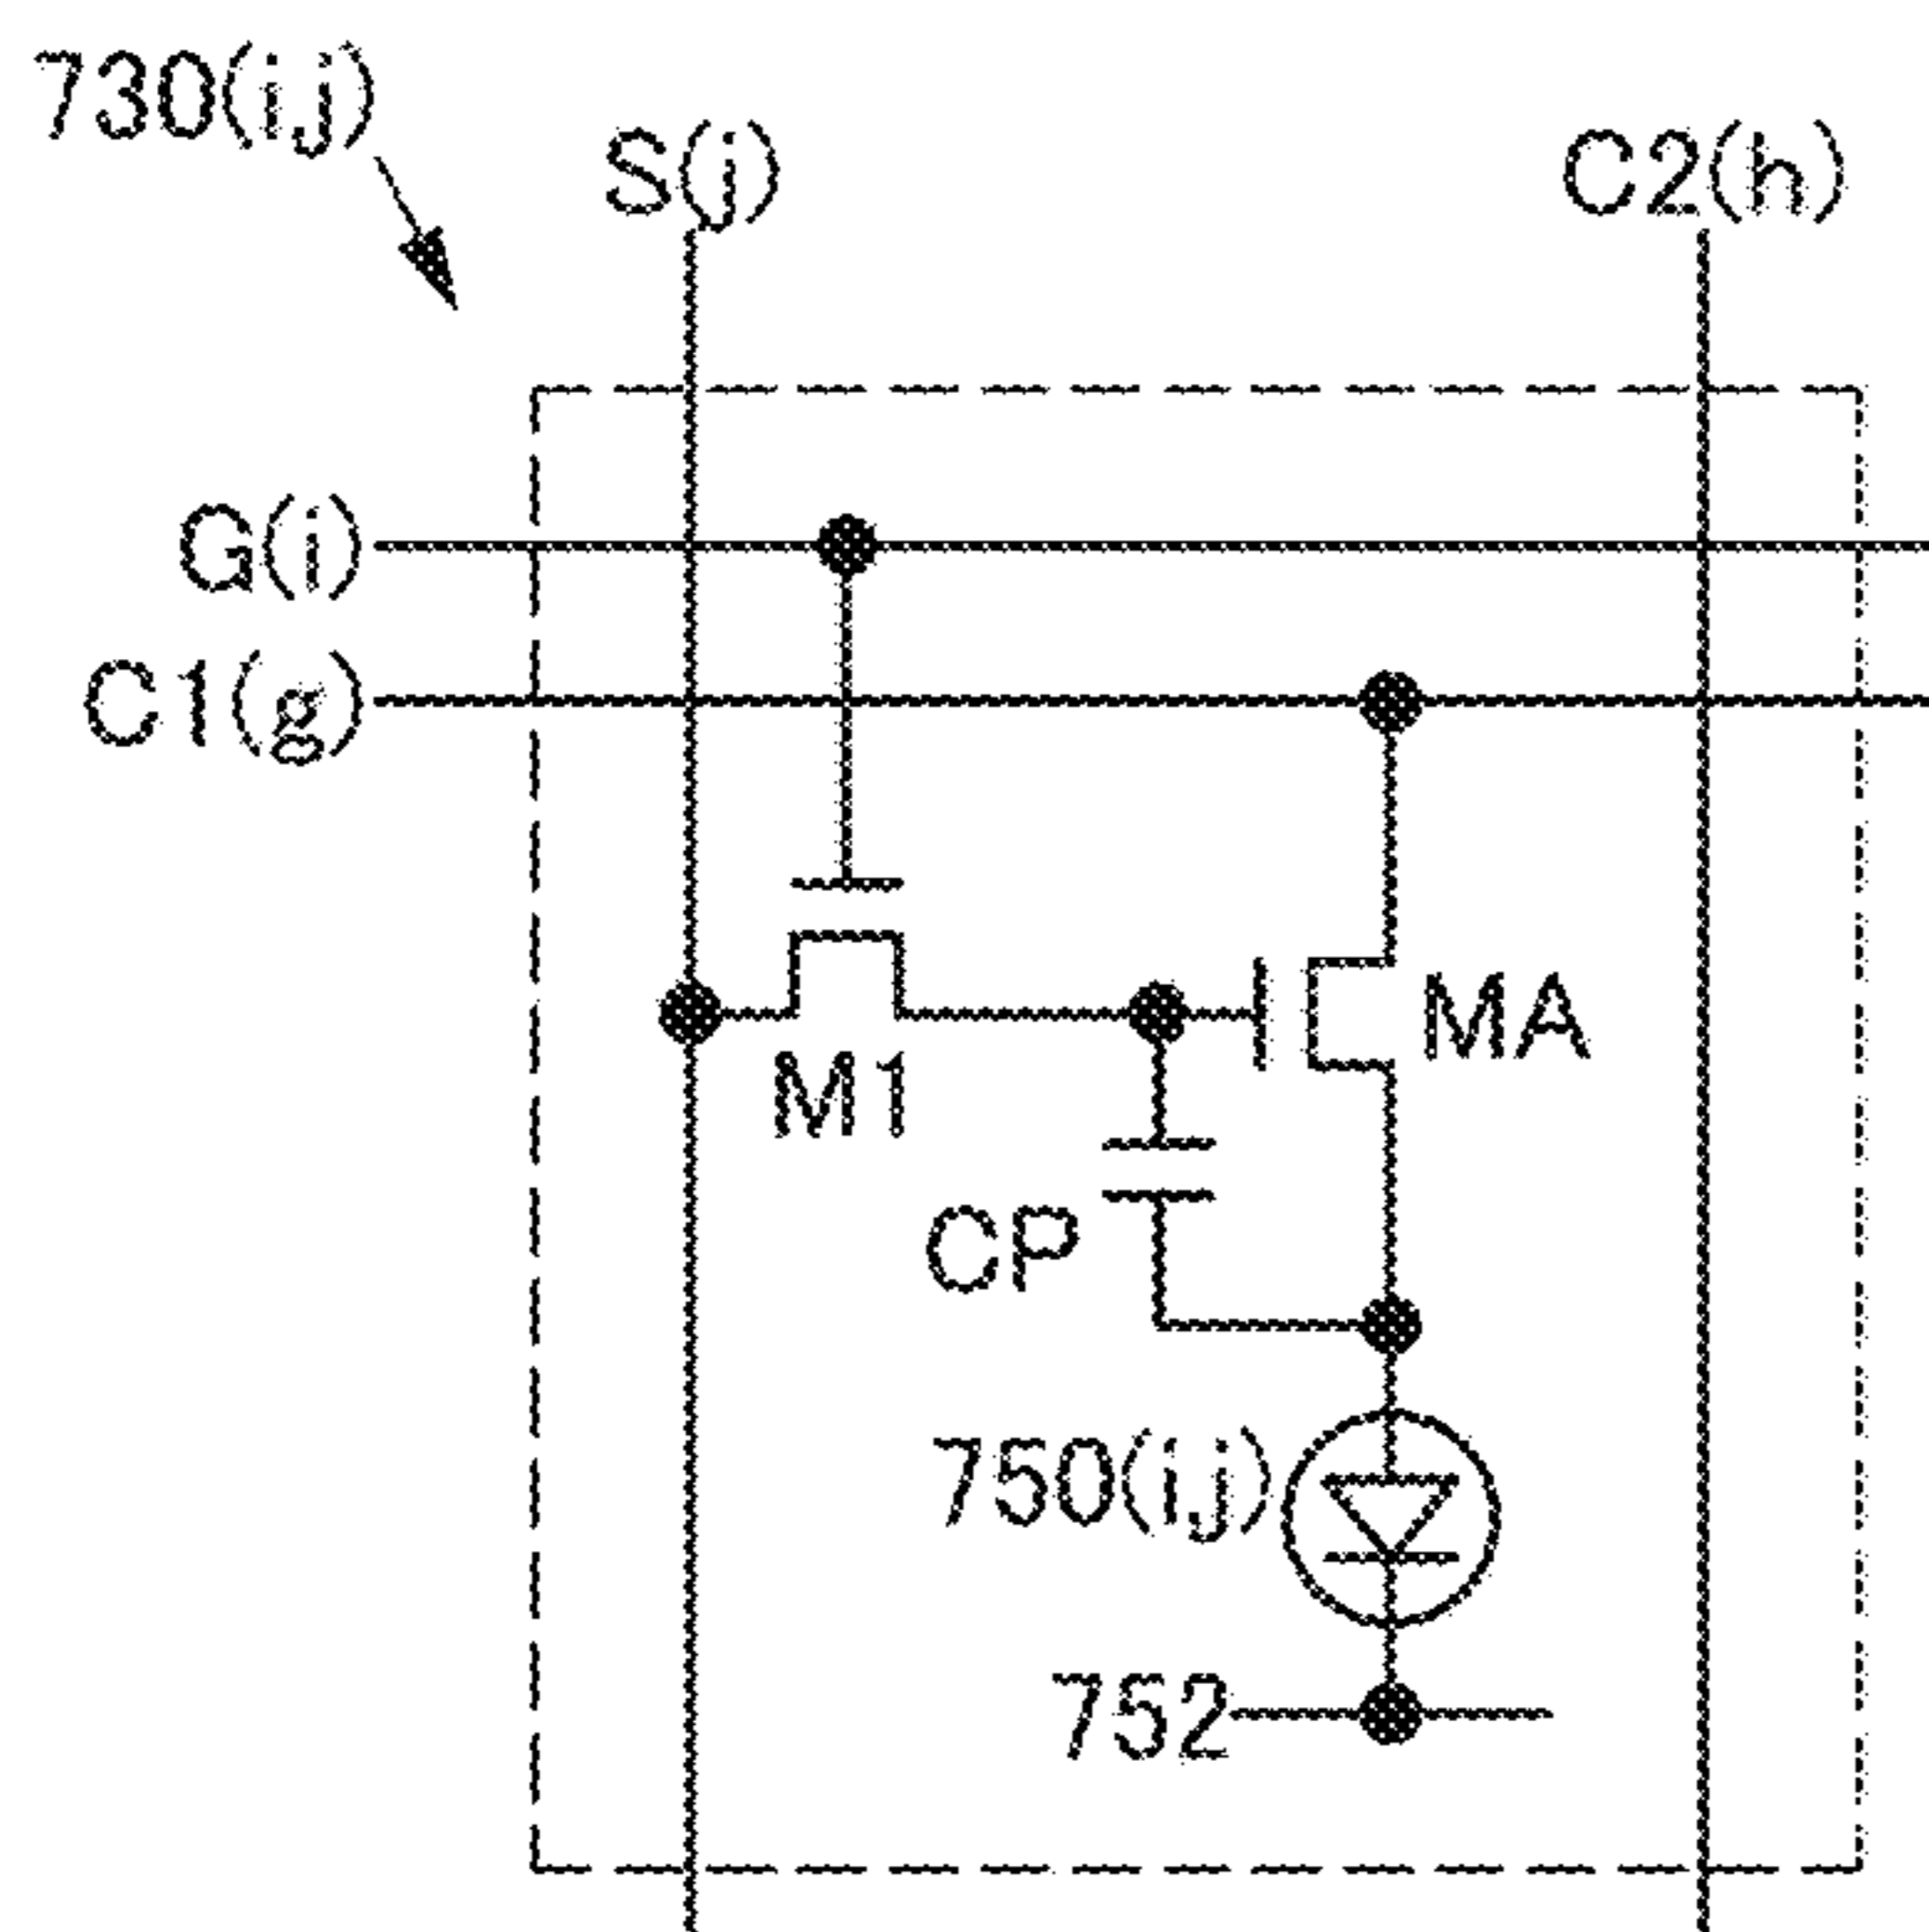 730(i,j)
S(j)
C2(h)
G(i)
C1(g)
MA
M1
CP
750(i,j)
752